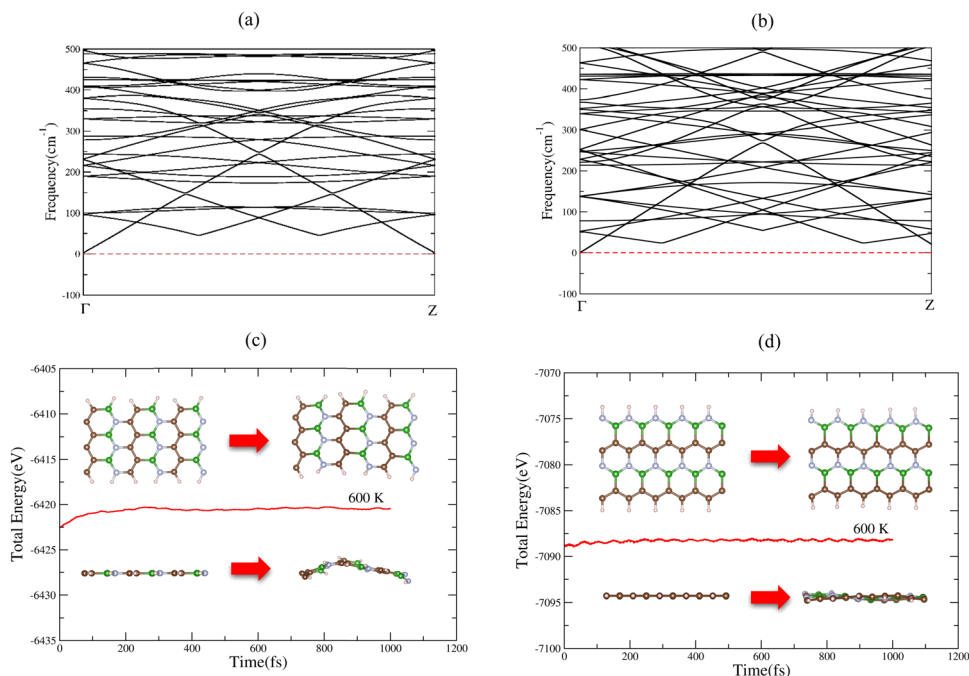 (a)
(b)
500
400
300
200
100
0
-100
Frequency(cm⁻¹)
Γ
Z
500
400
300
200
100
0
-100
Frequency(cm⁻¹)
Γ
Z
(c)
(d)
-6405
-6410
-6415
-6420
-6425
-6430
-6435
Total Energy(eV)
600 K
0
200
400
600
800
1000
1200
Time(fs)
-7070
-7075
-7080
-7085
-7090
-7095
-7100
Total Energy(eV)
600 K
0
200
400
600
800
1000
1200
Time(fs)